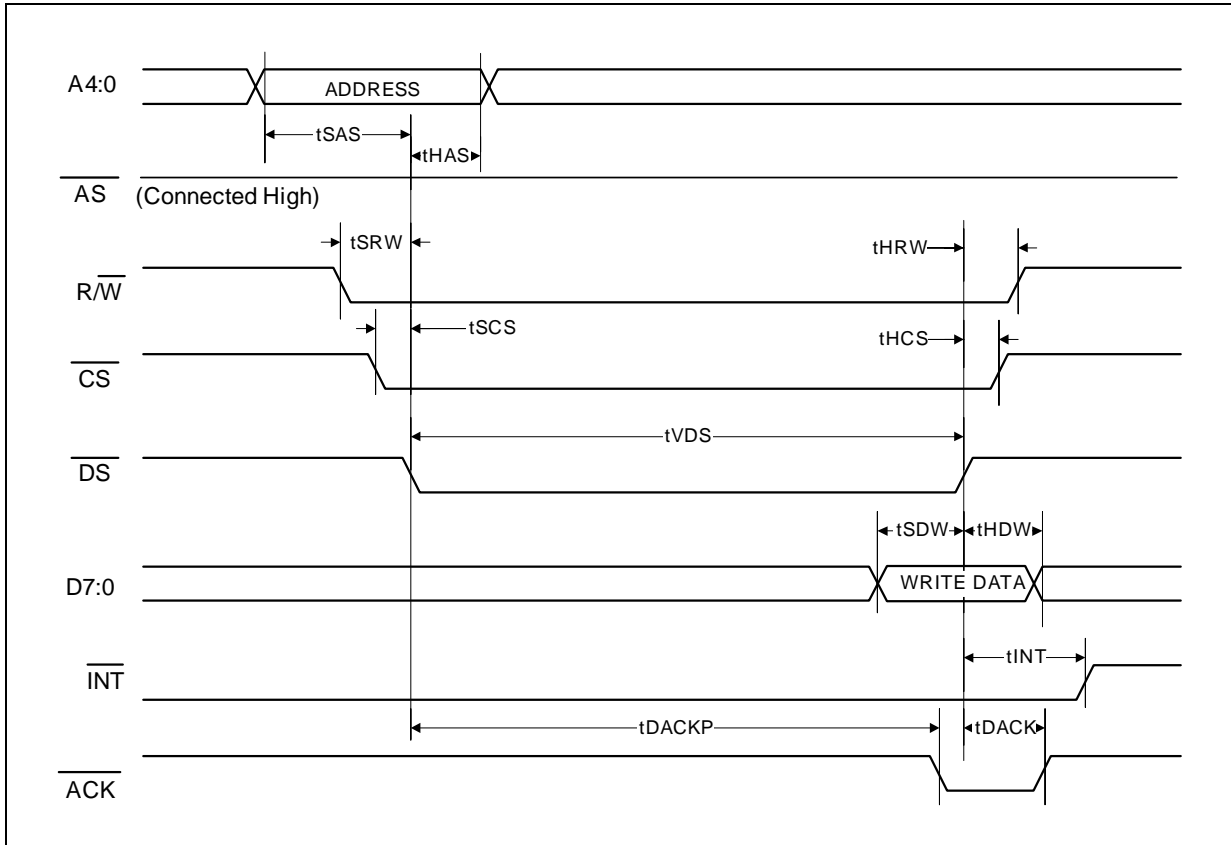 A4:0
ADDRESS
tSAS
tHAS
AS (Connected High)
tSRW
tHRW
R/W
tSCS
tHCS
CS
tVDS
DS
tSDW tHDW
D7:0
WRITE DATA
tINT
INT
tDACKP
tDACK
ACK